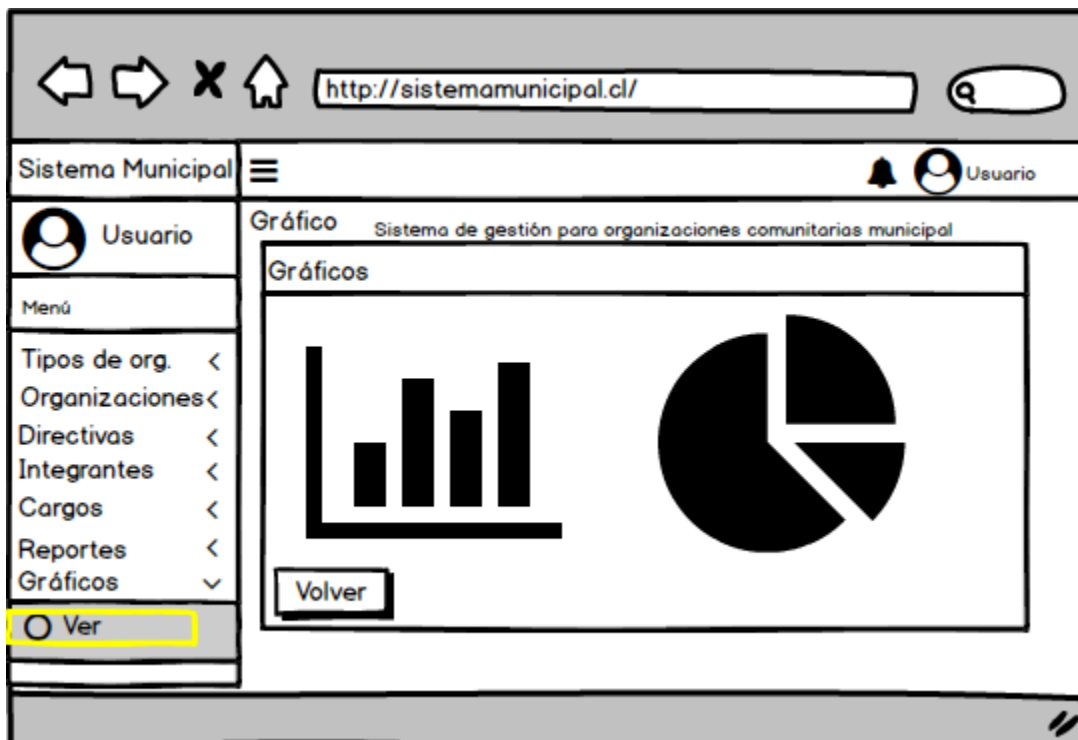 http://sistemamunicipal.cl/
Sistema Municipal
Usuario
Usuario
Menú
Tipos de org.
Organizaciones
Directivas
Integrantes
Cargos
Reportes
Gráficos
Ver
Gráfico
Sistema de gestión para organizaciones comunitarias municipal
Gráficos
Volver